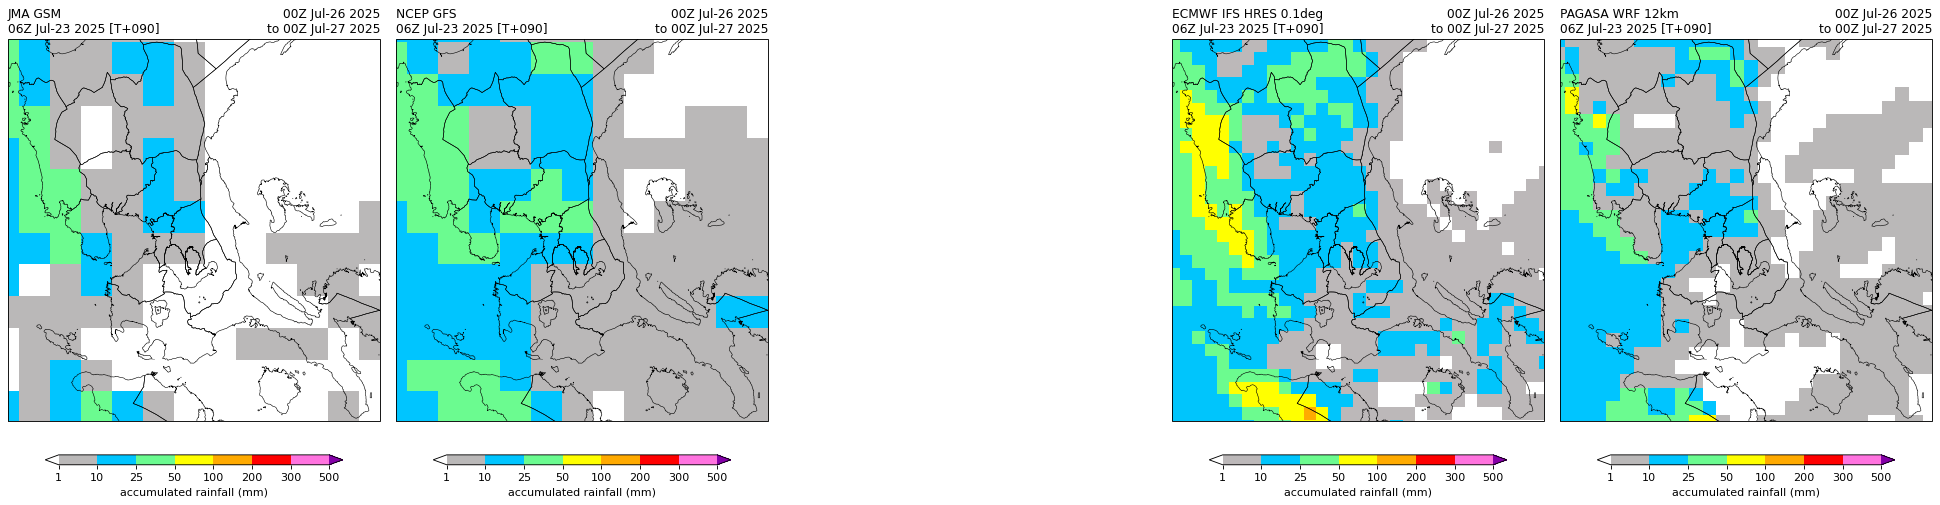 JMA GSM 00Z Jul-26 2025
06Z Jul-23 2025 [T+090] to 00Z Jul-27 2025
1 10 25 50 100 200 300 500
accumulated rainfall (mm)
NCEP GFS 00Z Jul-26 2025
06Z Jul-23 2025 [T+090] to 00Z Jul-27 2025
1 10 25 50 100 200 300 500
accumulated rainfall (mm)
ECMWF IFS HRES 0.1deg 00Z Jul-26 2025
06Z Jul-23 2025 [T+090] to 00Z Jul-27 2025
1 10 25 50 100 200 300 500
accumulated rainfall (mm)
PAGASA WRF 12km 00Z Jul-26 2025
06Z Jul-23 2025 [T+090] to 00Z Jul-27 2025
1 10 25 50 100 200 300 500
accumulated rainfall (mm)